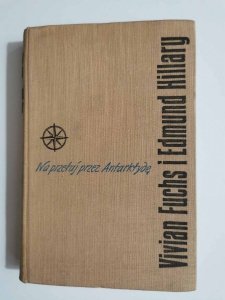 Na przełaj przez Antarktydę
Vivian Fuchs i Edmund Hillary